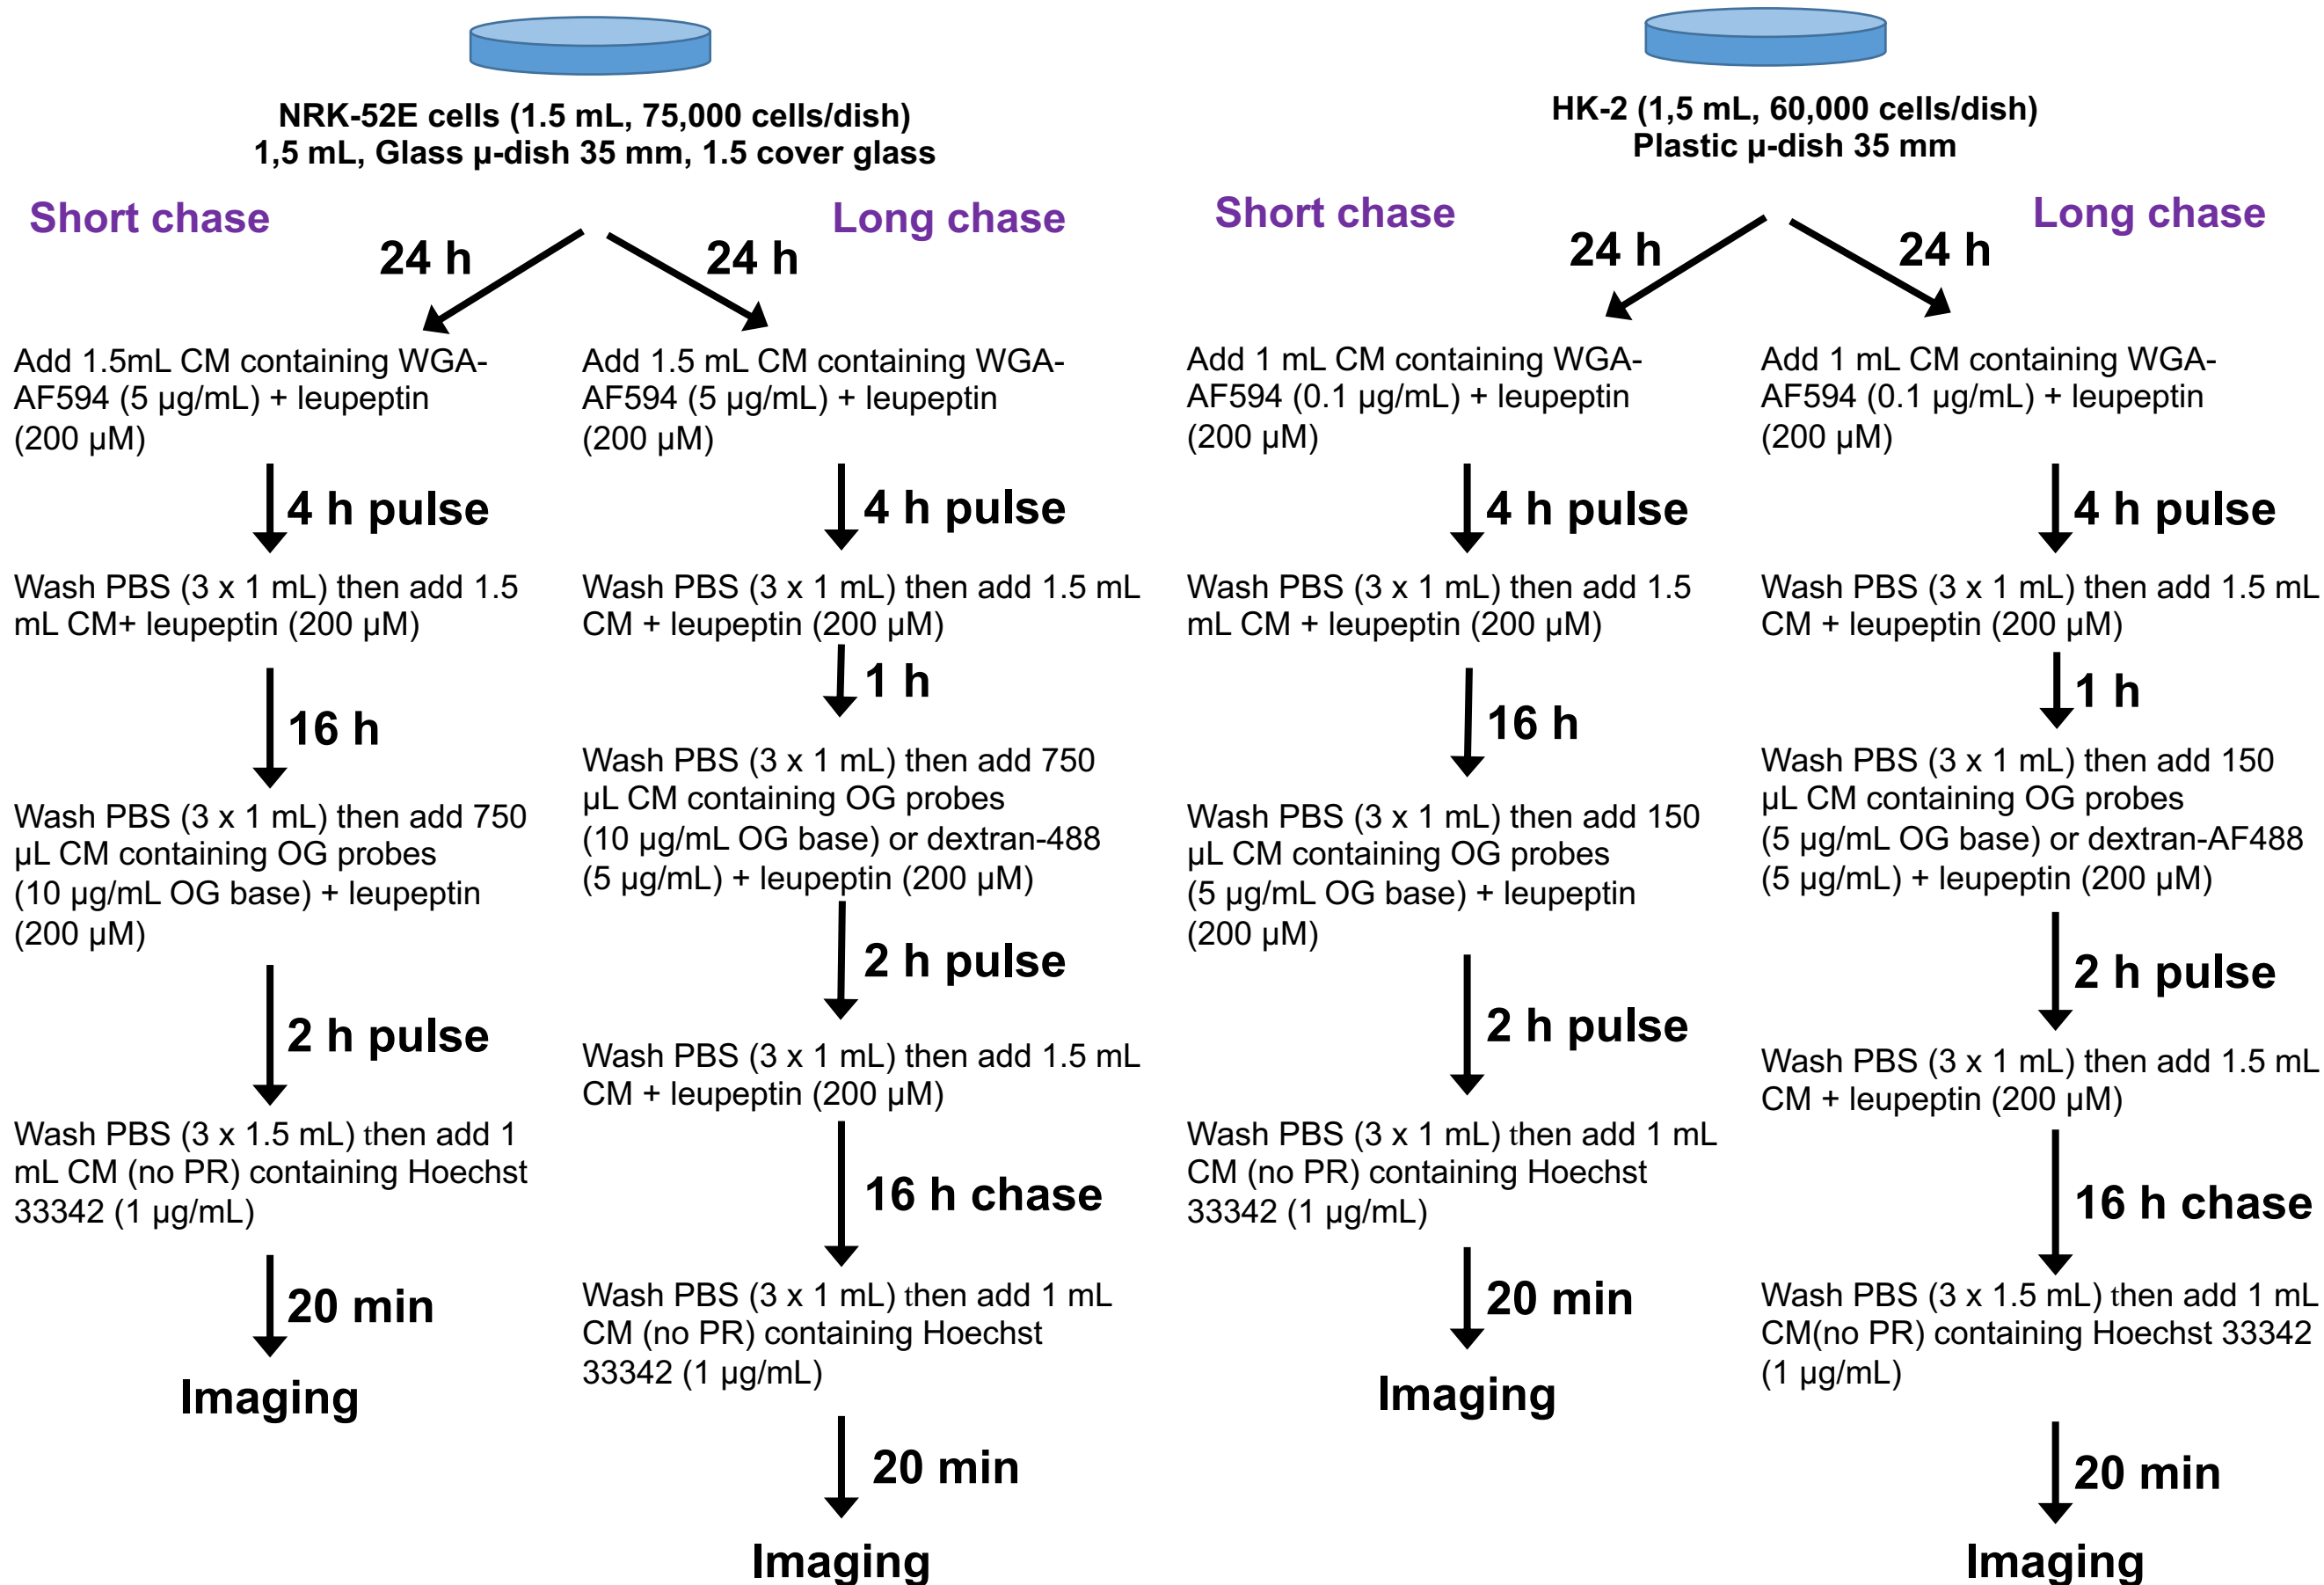 NRK-52E cells (1.5 mL, 75,000 cells/dish)
1,5 mL, Glass µ-dish 35 mm, 1.5 cover glass
Short chase
Long chase
24 h
24 h
Add 1.5mL CM containing WGA-
AF594 (5 µg/mL) + leupeptin
(200 µM)
4 h pulse
Wash PBS (3 x 1 mL) then add 1.5
mL CM+ leupeptin (200 µM)
16 h
Wash PBS (3 x 1 mL) then add 750
µL CM containing OG probes
(10 µg/mL OG base) + leupeptin
(200 µM)
2 h pulse
Wash PBS (3 x 1.5 mL) then add 1
mL CM (no PR) containing Hoechst
33342 (1 µg/mL)
20 min
Imaging
Add 1.5 mL CM containing WGA-
AF594 (5 µg/mL) + leupeptin
(200 µM)
4 h pulse
Wash PBS (3 x 1 mL) then add 1.5 mL
CM + leupeptin (200 µM)
1 h
Wash PBS (3 x 1 mL) then add 750
µL CM containing OG probes
(10 µg/mL OG base) or dextran-488
(5 µg/mL) + leupeptin (200 µM)
2 h pulse
Wash PBS (3 x 1 mL) then add 1.5 mL
CM + leupeptin (200 µM)
16 h chase
Wash PBS (3 x 1 mL) then add 1 mL
CM (no PR) containing Hoechst
33342 (1 µg/mL)
20 min
Imaging
HK-2 (1,5 mL, 60,000 cells/dish)
Plastic µ-dish 35 mm
Short chase
Long chase
24 h
24 h
Add 1 mL CM containing WGA-
AF594 (0.1 µg/mL) + leupeptin
(200 µM)
4 h pulse
Wash PBS (3 x 1 mL) then add 1.5
mL CM + leupeptin (200 µM)
16 h
Wash PBS (3 x 1 mL) then add 150
µL CM containing OG probes
(5 µg/mL OG base) + leupeptin
(200 µM)
2 h pulse
Wash PBS (3 x 1 mL) then add 1 mL
CM (no PR) containing Hoechst
33342 (1 µg/mL)
20 min
Imaging
Add 1 mL CM containing WGA-
AF594 (0.1 µg/mL) + leupeptin
(200 µM)
4 h pulse
Wash PBS (3 x 1 mL) then add 1.5 mL
CM + leupeptin (200 µM)
1 h
Wash PBS (3 x 1 mL) then add 150
µL CM containing OG probes
(5 µg/mL OG base) or dextran-AF488
(5 µg/mL) + leupeptin (200 µM)
2 h pulse
Wash PBS (3 x 1 mL) then add 1.5 mL
CM + leupeptin (200 µM)
16 h chase
Wash PBS (3 x 1.5 mL) then add 1 mL
CM(no PR) containing Hoechst 33342
(1 µg/mL)
20 min
Imaging